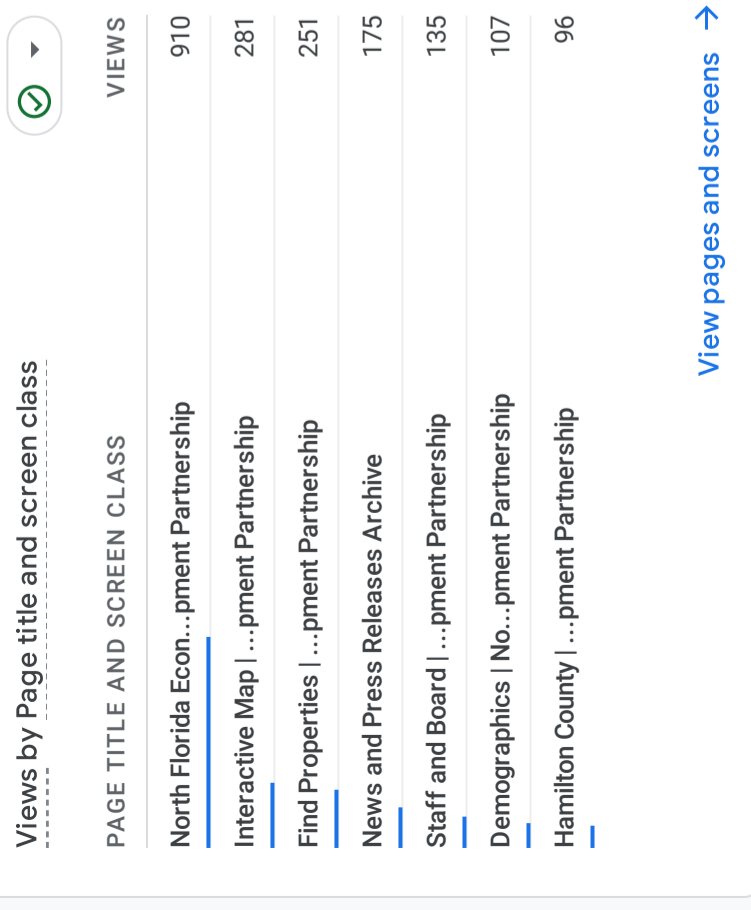 Views by Page title and screen class
PAGE TITLE AND SCREEN CLASS VIEWS
North Florida Econ...pment Partnership 910
Interactive Map | ...pment Partnership 281
Find Properties | ...pment Partnership 251
News and Press Releases Archive 175
Staff and Board | ...pment Partnership 135
Demographics | No...pment Partnership 107
Hamilton County | ...pment Partnership 96
View pages and screens →